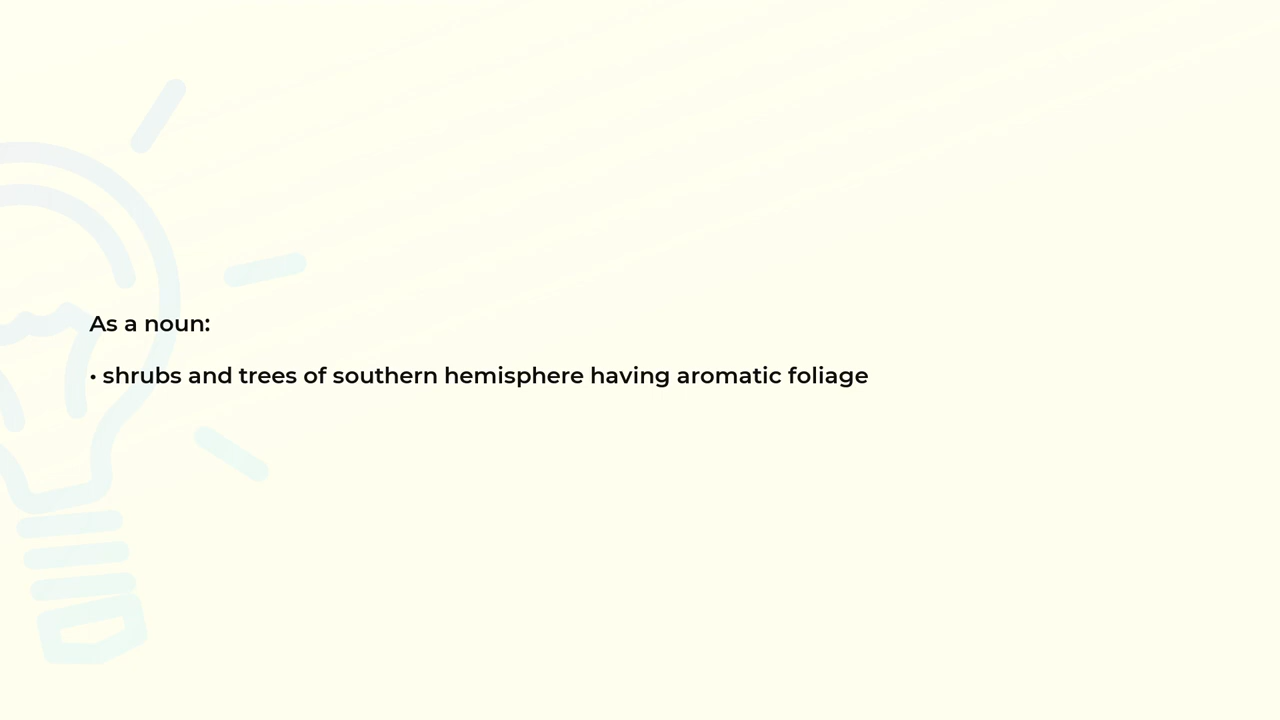 As a noun:
• shrubs and trees of southern hemisphere having aromatic foliage